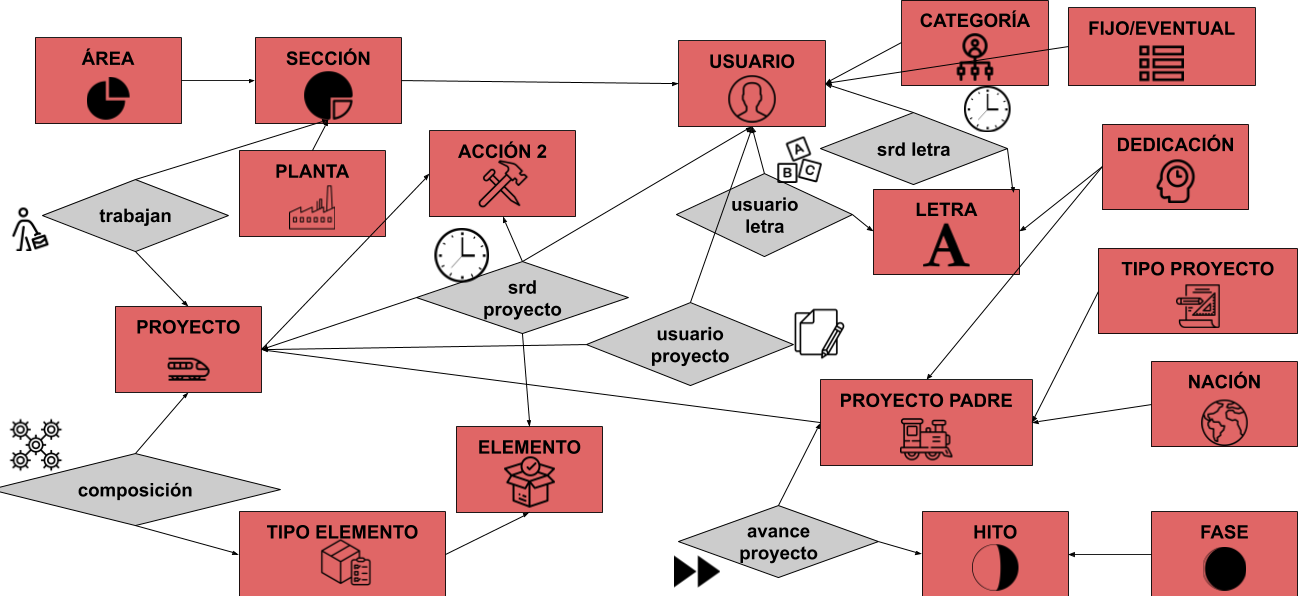 CATEGORÍA
FIJO/EVENTUAL
ÁREA
SECCIÓN
USUARIO
DEDICACIÓN
ACCIÓN 2
srd letra
PLANTA
A
B
C
usuario
letra
LETRA
A
trabajan
TIPO PROYECTO
srd
proyecto
PROYECTO
usuario
proyecto
NACIÓN
PROYECTO PADRE
ELEMENTO
composición
TIPO ELEMENTO
avance
proyecto
HITO
FASE